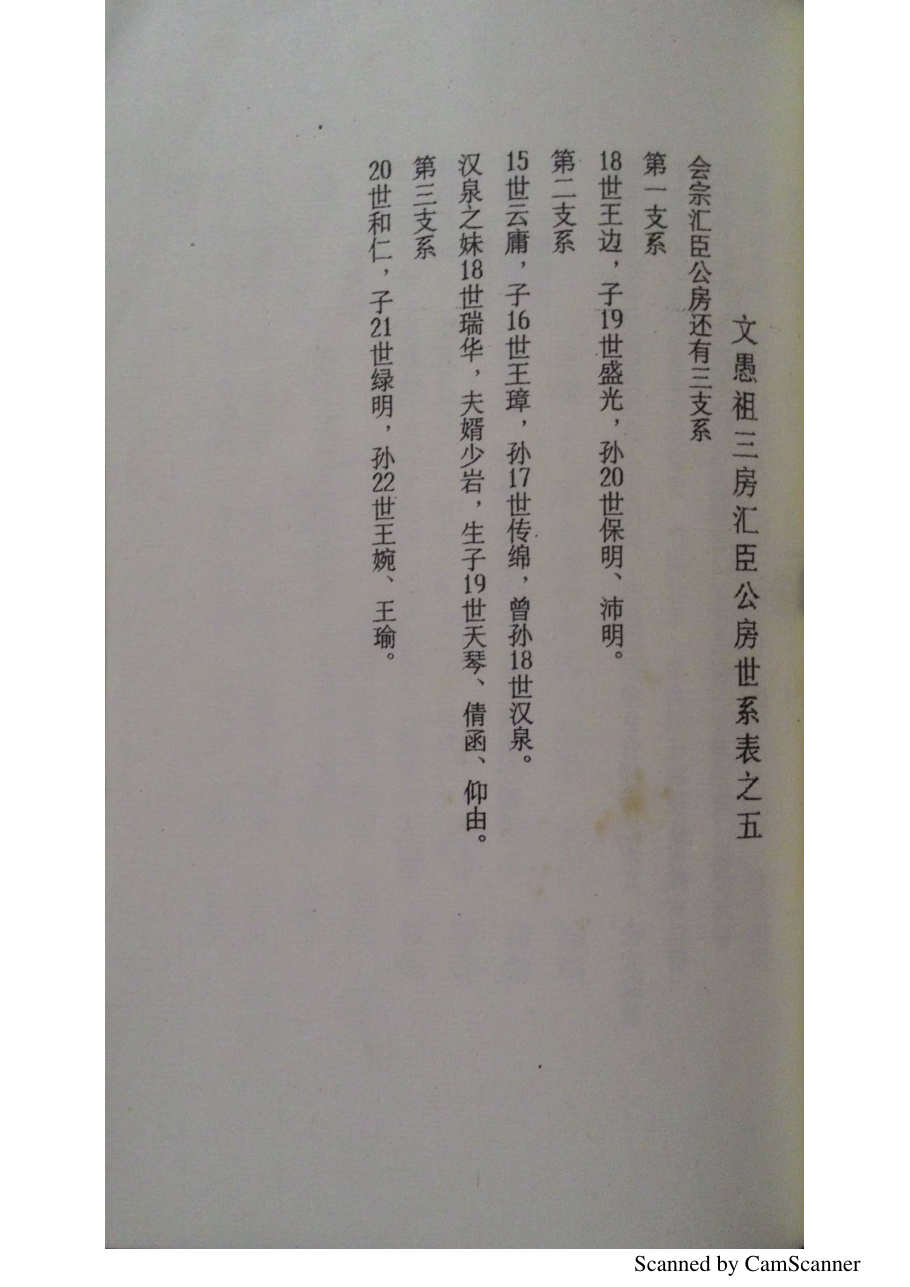 文愚祖三房汇臣公房世系表之五
会宗汇臣公房还有三支系
第一支系
18世王边，子19世盛光，孙20世保明、沛明。
第二支系
15世云庸，子16世王璋，孙17世传绵，曾孙18世汉泉。
汉泉之妹18世瑞华，夫婿少岩，生子19世天琴、倩函、仰由。
第三支系
20世和仁，子21世绿明，孙22世王婉、王瑜。
Scanned by CamScanner